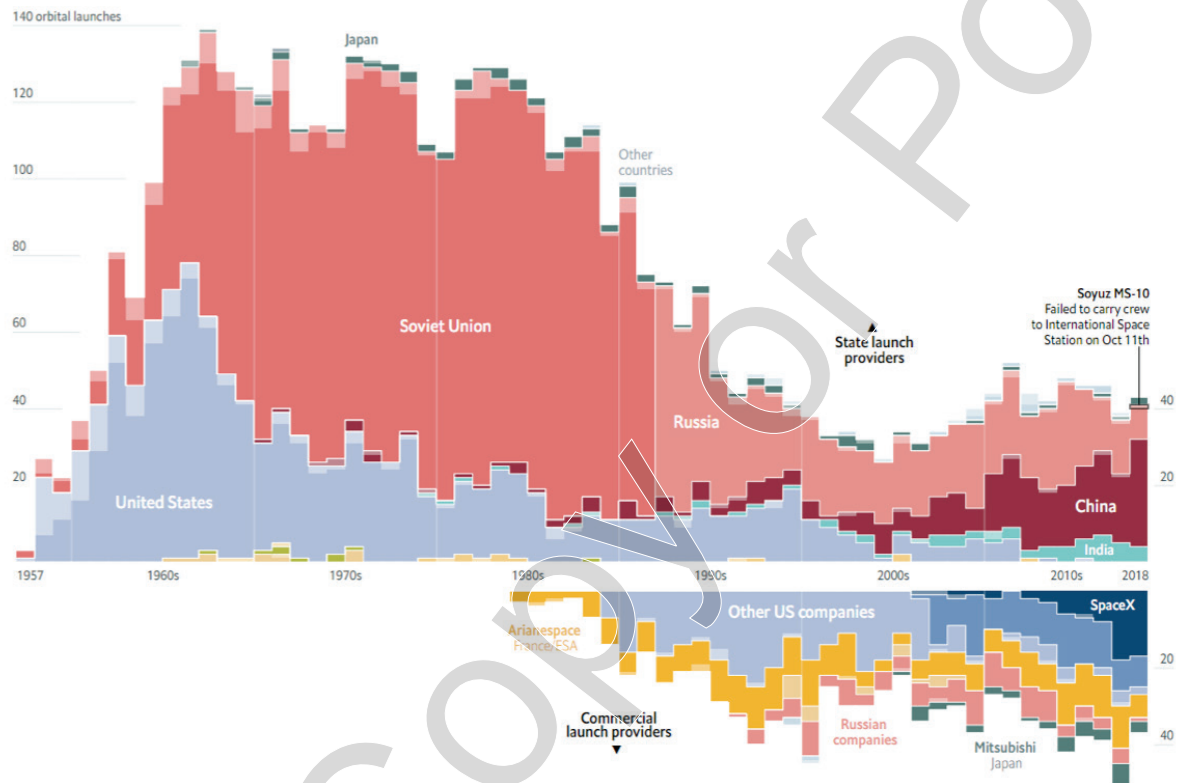 140 orbital launches
Japan
120
Other
countries
100
80
Soyuz MS-10
Failed to carry crew
to International Space
Station on Oct 11th
60
Soviet Union
State launch
providers
40
40
Russia
20
20
United States
China
India
1957
1960s
1970s
1980s
1990s
2000s
2010s
2018
SpaceX
Other US companies
Arianespace
France/ESA
20
Commercial
launch providers
Russian
companies
Mitsubishi
Japan
40
Copy or Po